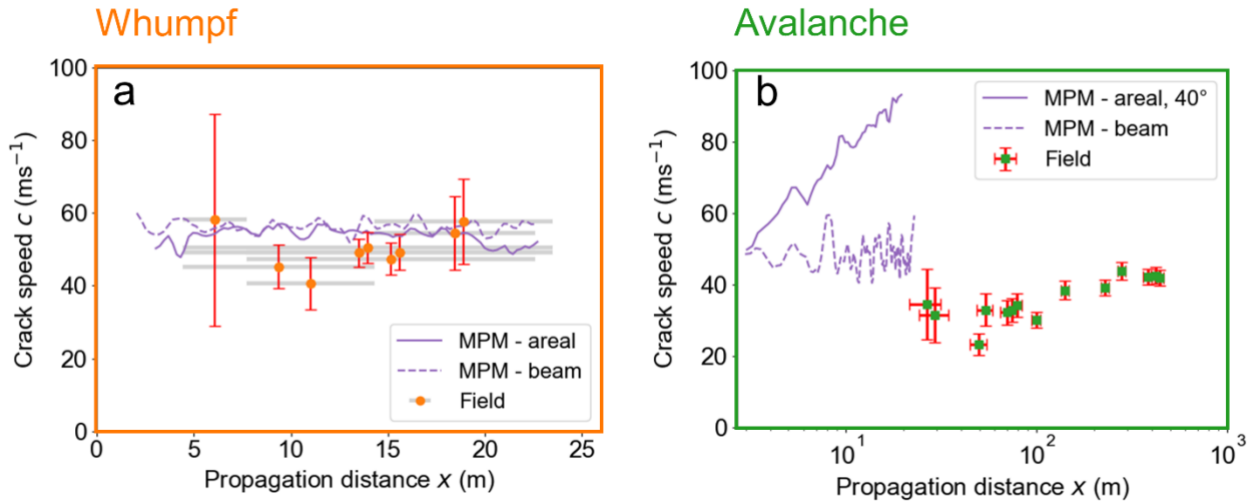 Whumpf
a
Crack speed c (ms⁻¹)
100
80
60
40
20
0
MPM - areal
MPM - beam
Field
0 5 10 15 20 25
Propagation distance x (m)
Avalanche
b
Crack speed c (ms⁻¹)
100
80
60
40
20
0
MPM - areal, 40°
MPM - beam
Field
10¹ 10² 10³
Propagation distance x (m)